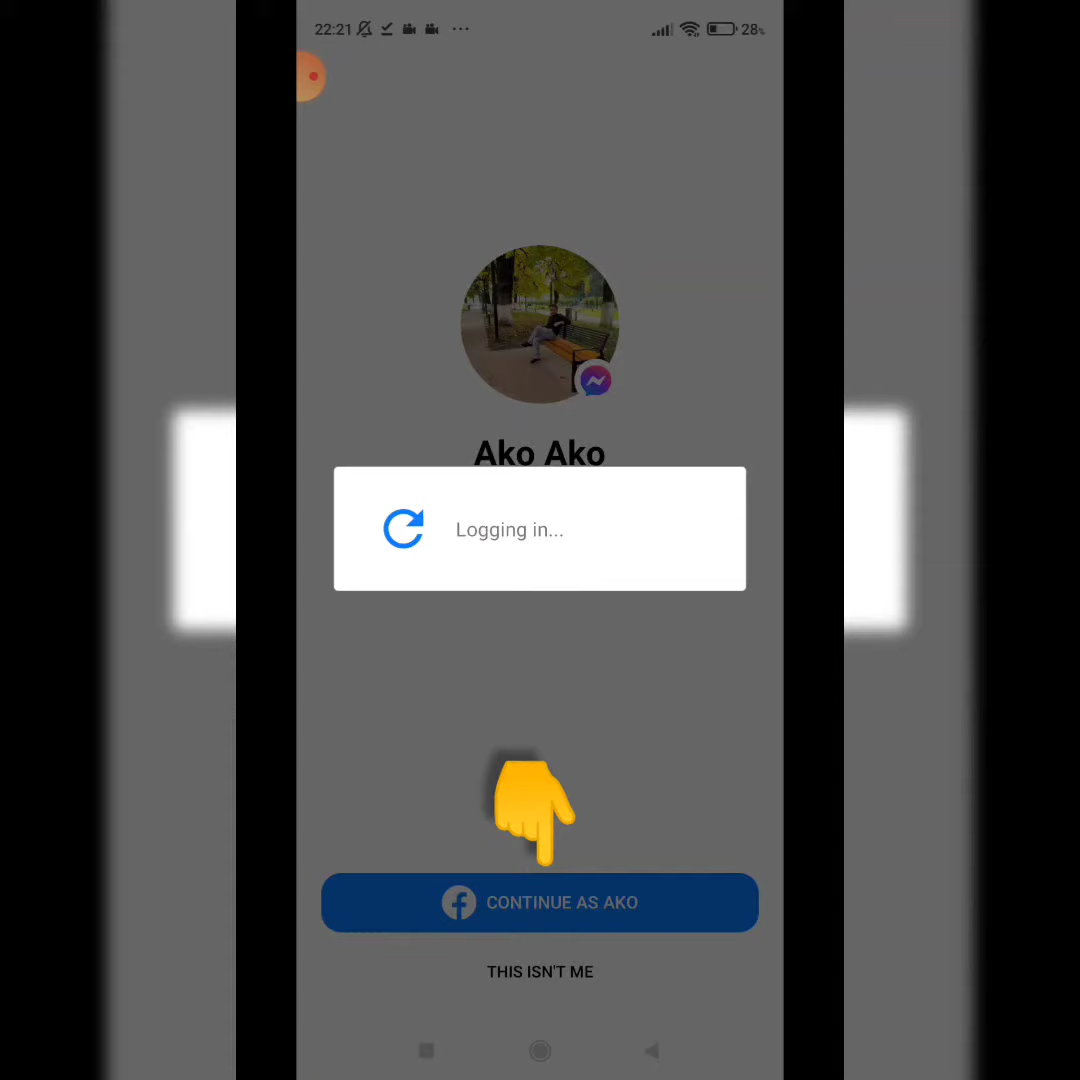 22:21 28%
Ako Ako
Logging in...
CONTINUE AS AKO
THIS ISN'T ME